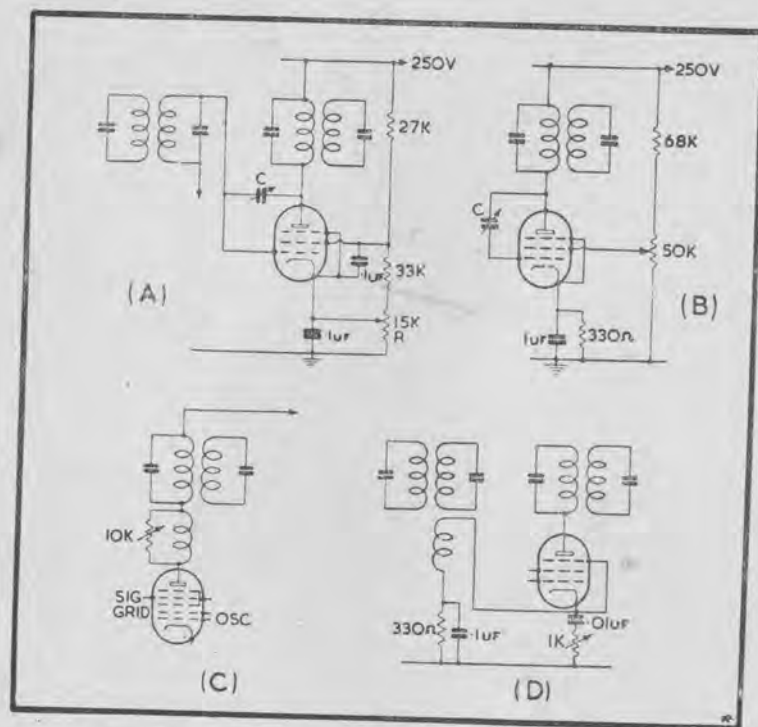 250V
27K
C
33K
·1UF
15K
R
1UF
(A)
250V
68K
C
50K
1UF
330Ω
(B)
10K
SIG
GRID
OSC
(C)
330Ω
·1UF
·01UF
1K
(D)